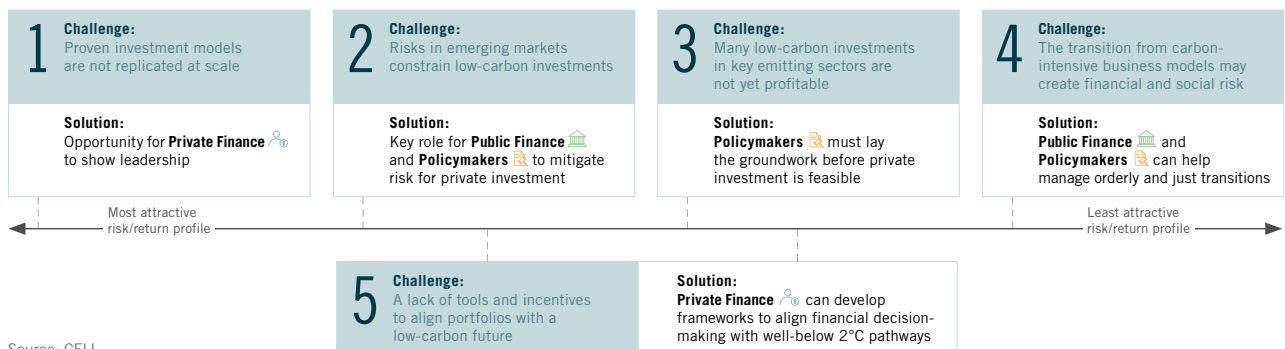 1
Challenge:
Proven investment models
are not replicated at scale
Solution:
Opportunity for Private Finance
to show leadership
2
Challenge:
Risks in emerging markets
constrain low-carbon investments
Solution:
Key role for Public Finance
and Policymakers to mitigate
risk for private investment
3
Challenge:
Many low-carbon investments
in key emitting sectors are
not yet profitable
Solution:
Policymakers must lay
the groundwork before private
investment is feasible
4
Challenge:
The transition from carbon-
intensive business models may
create financial and social risk
Solution:
Public Finance and
Policymakers can help
manage orderly and just transitions
Most attractive
risk/return profile
Least attractive
risk/return profile
5
Challenge:
A lack of tools and incentives
to align portfolios with a
low-carbon future
Solution:
Private Finance can develop
frameworks to align financial decision-
making with well-below 2°C pathways
Source: